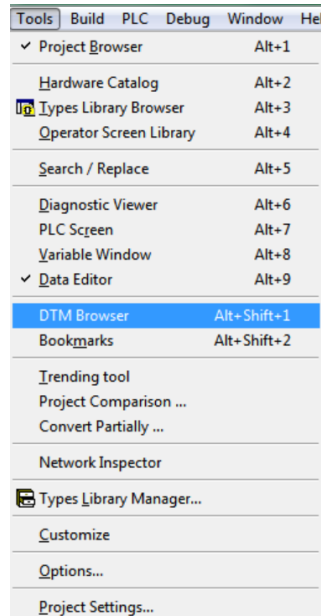 Tools Build PLC Debug Window
Project Browser Alt+1
Hardware Catalog Alt+2
Types Library Browser Alt+3
Operator Screen Library Alt+4
Search / Replace Alt+5
Diagnostic Viewer Alt+6
PLC Screen Alt+7
Variable Window Alt+8
Data Editor Alt+9
DTM Browser Alt+Shift+1
Bookmarks Alt+Shift+2
Trending tool
Project Comparison ...
Convert Partially ...
Network Inspector
Types Library Manager...
Customize
Options...
Project Settings...